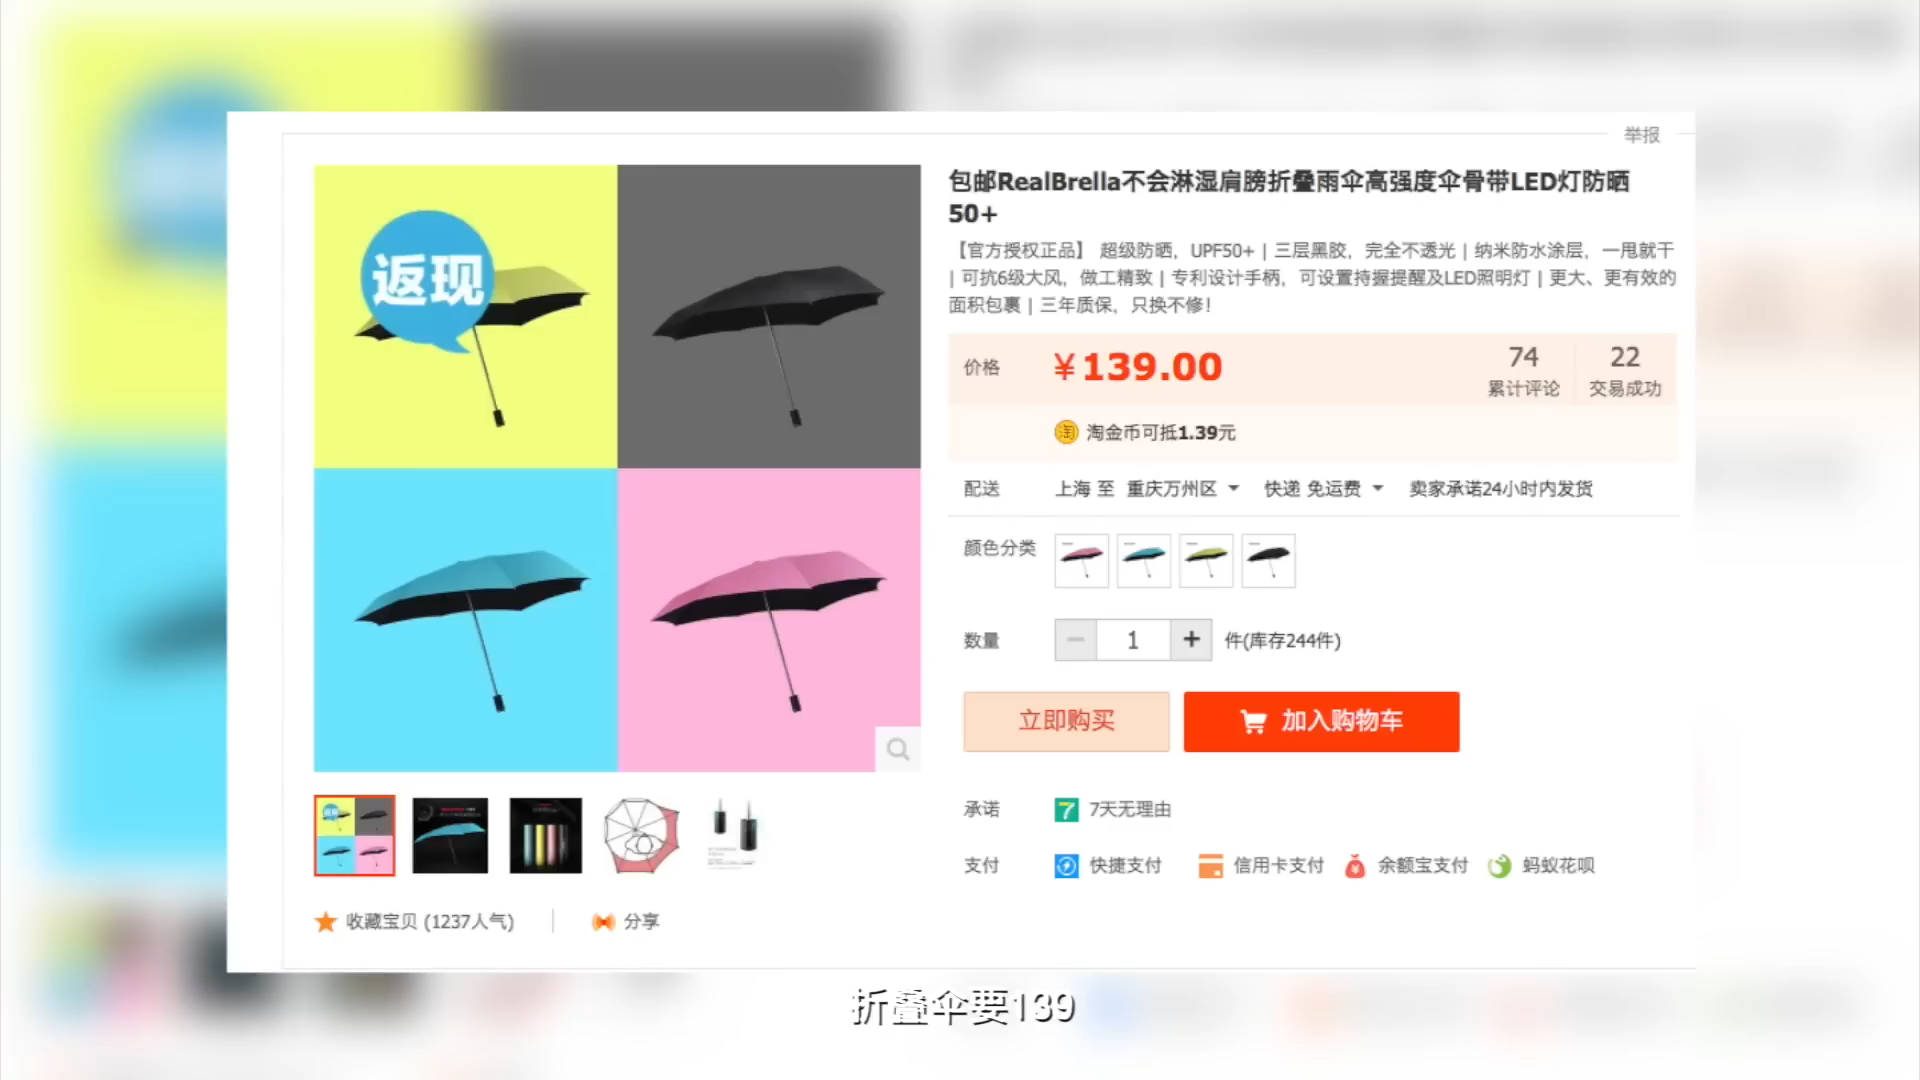 举报
返现
包邮RealBrella不会淋湿肩膀折叠雨伞高强度伞骨带LED灯防晒
50+
【官方授权正品】 超级防晒，UPF50+ | 三层黑胶，完全不透光 | 纳米防水涂层，一甩就干
| 可抗6级大风，做工精致 | 专利设计手柄，可设置持握提醒及LED照明灯 | 更大、更有效的
面积包裹 | 三年质保，只换不修！
价格 ¥139.00 74 22
累计评论 交易成功
淘 淘金币可抵1.39元
配送 上海 至 重庆万州区 快递 免运费 卖家承诺24小时内发货
颜色分类
数量 − 1 + 件(库存244件)
立即购买 加入购物车
承诺 7 7天无理由
支付 快捷支付 信用卡支付 余额宝支付 蚂蚁花呗
收藏宝贝 (1237人气) 分享
折叠伞要139